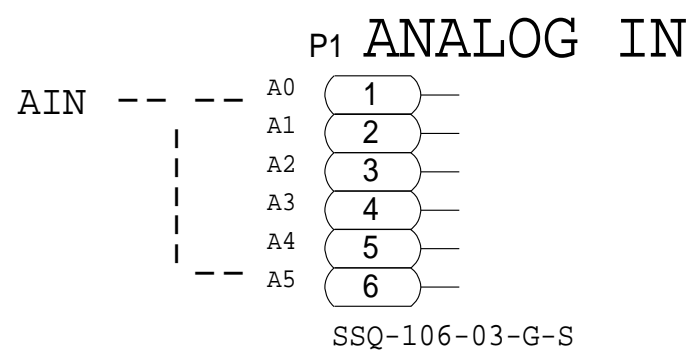 P1 ANALOG IN
A0 1
AIN
A1 2
A2 3
A3 4
A4 5
A5 6
SSQ-106-03-G-S